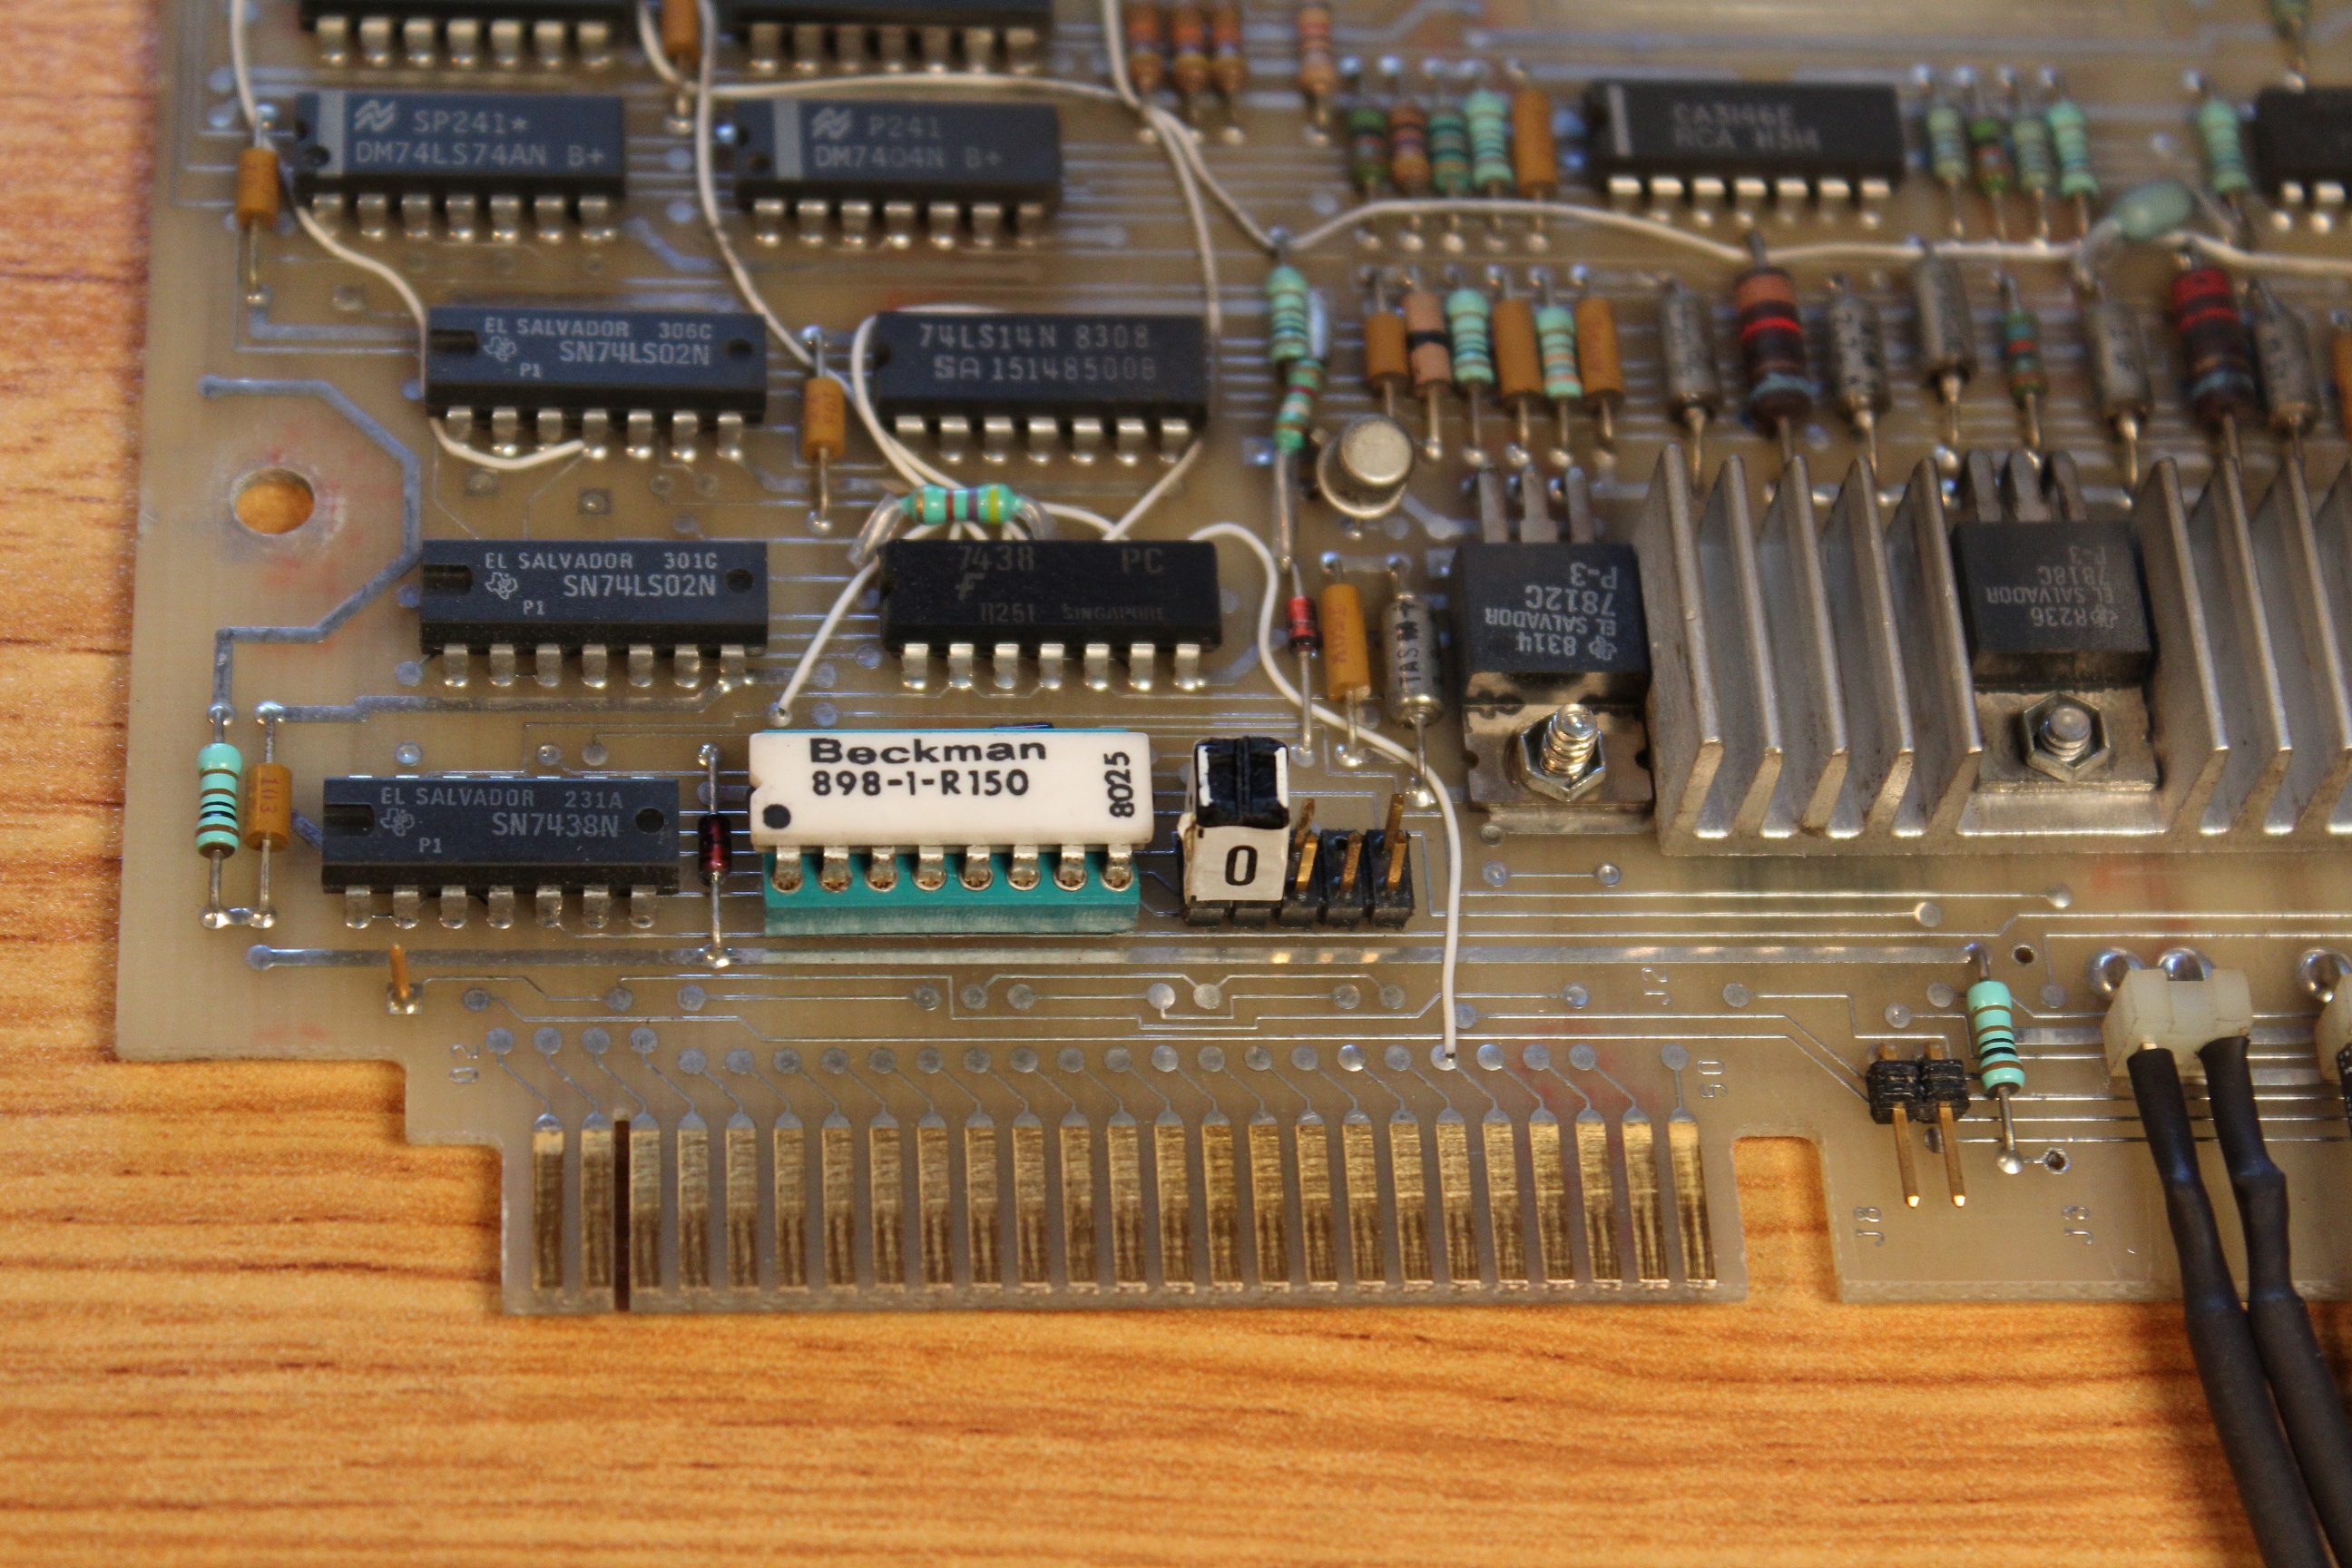 SP241*
DM74LS74AN B+
P241
DM7404N B+
CA3146E
RCA H514
EL SALVADOR 306C
SN74LS02N
P1
74LS14N 8308
SA 15148500B
EL SALVADOR 301C
SN74LS02N
P1
7438 PC
F
SINGAPORE
8314
EL SALVADOR
7812C
P-3
R236
EL SALVADOR
7818C
P-3
Beckman
898-1-R150
8025
EL SALVADOR 231A
SN7438N
P1
103
0
J2
02
50
J8
J3